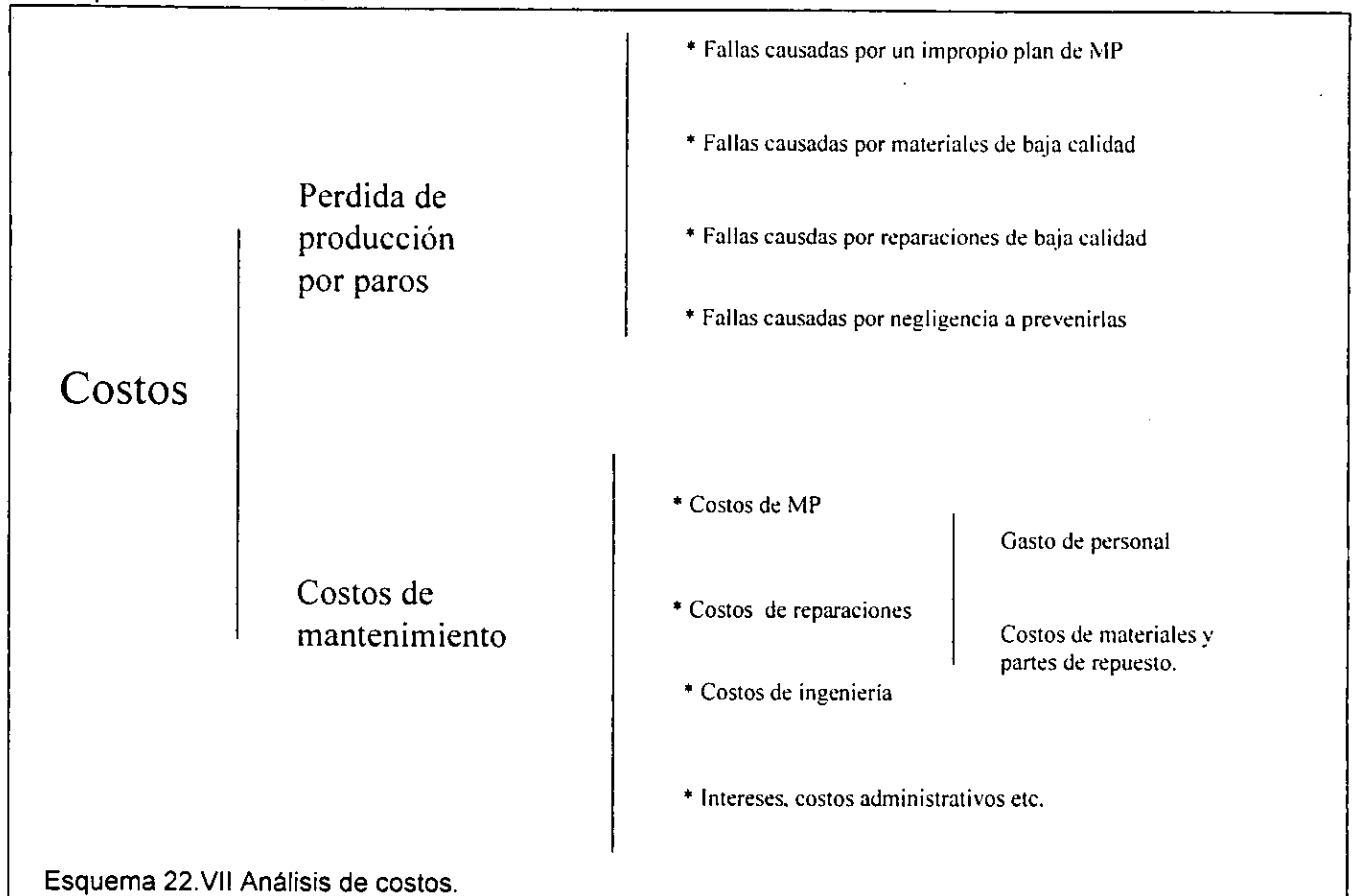 Costos
Perdida de
producción
por paros
* Fallas causadas por un impropio plan de MP
* Fallas causadas por materiales de baja calidad
* Fallas causdas por reparaciones de baja calidad
* Fallas causadas por negligencia a prevenirlas
Costos de
mantenimiento
* Costos de MP
* Costos de reparaciones
* Costos de ingeniería
* Intereses, costos administrativos etc.
Gasto de personal
Costos de materiales y
partes de repuesto.
Esquema 22.VII Análisis de costos.